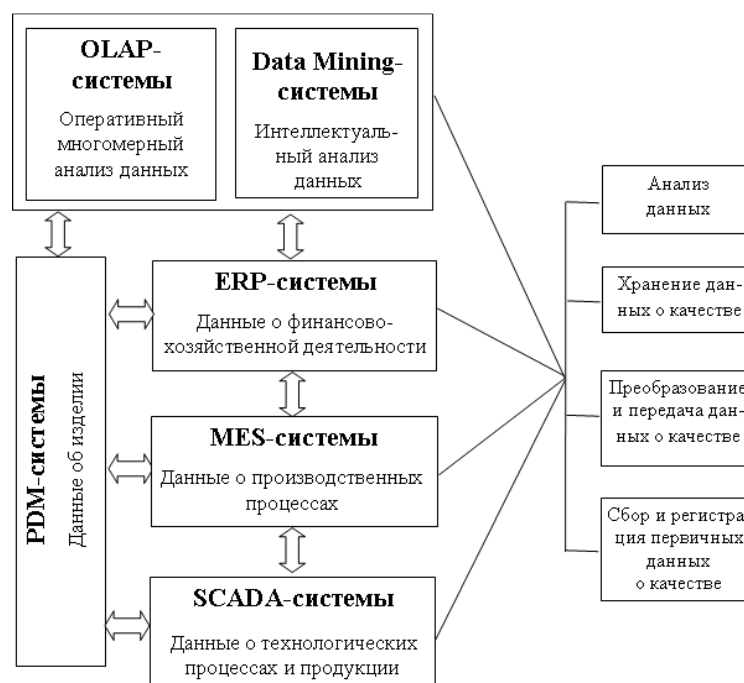 OLAP-
системы
Оперативный
многомерный
анализ данных
Data Mining-
системы
Интеллектуаль-
ный анализ
данных
PDM-системы
Данные об изделии
ERP-системы
Данные о финансово-
хозяйственной деятельности
MES-системы
Данные о производственных
процессах
SCADA-системы
Данные о технологических
процессах и продукции
Анализ
данных
Хранение дан-
ных о качестве
Преобразование
и передача дан-
ных о качестве
Сбор и регистра
ция первичных
данных
о качестве